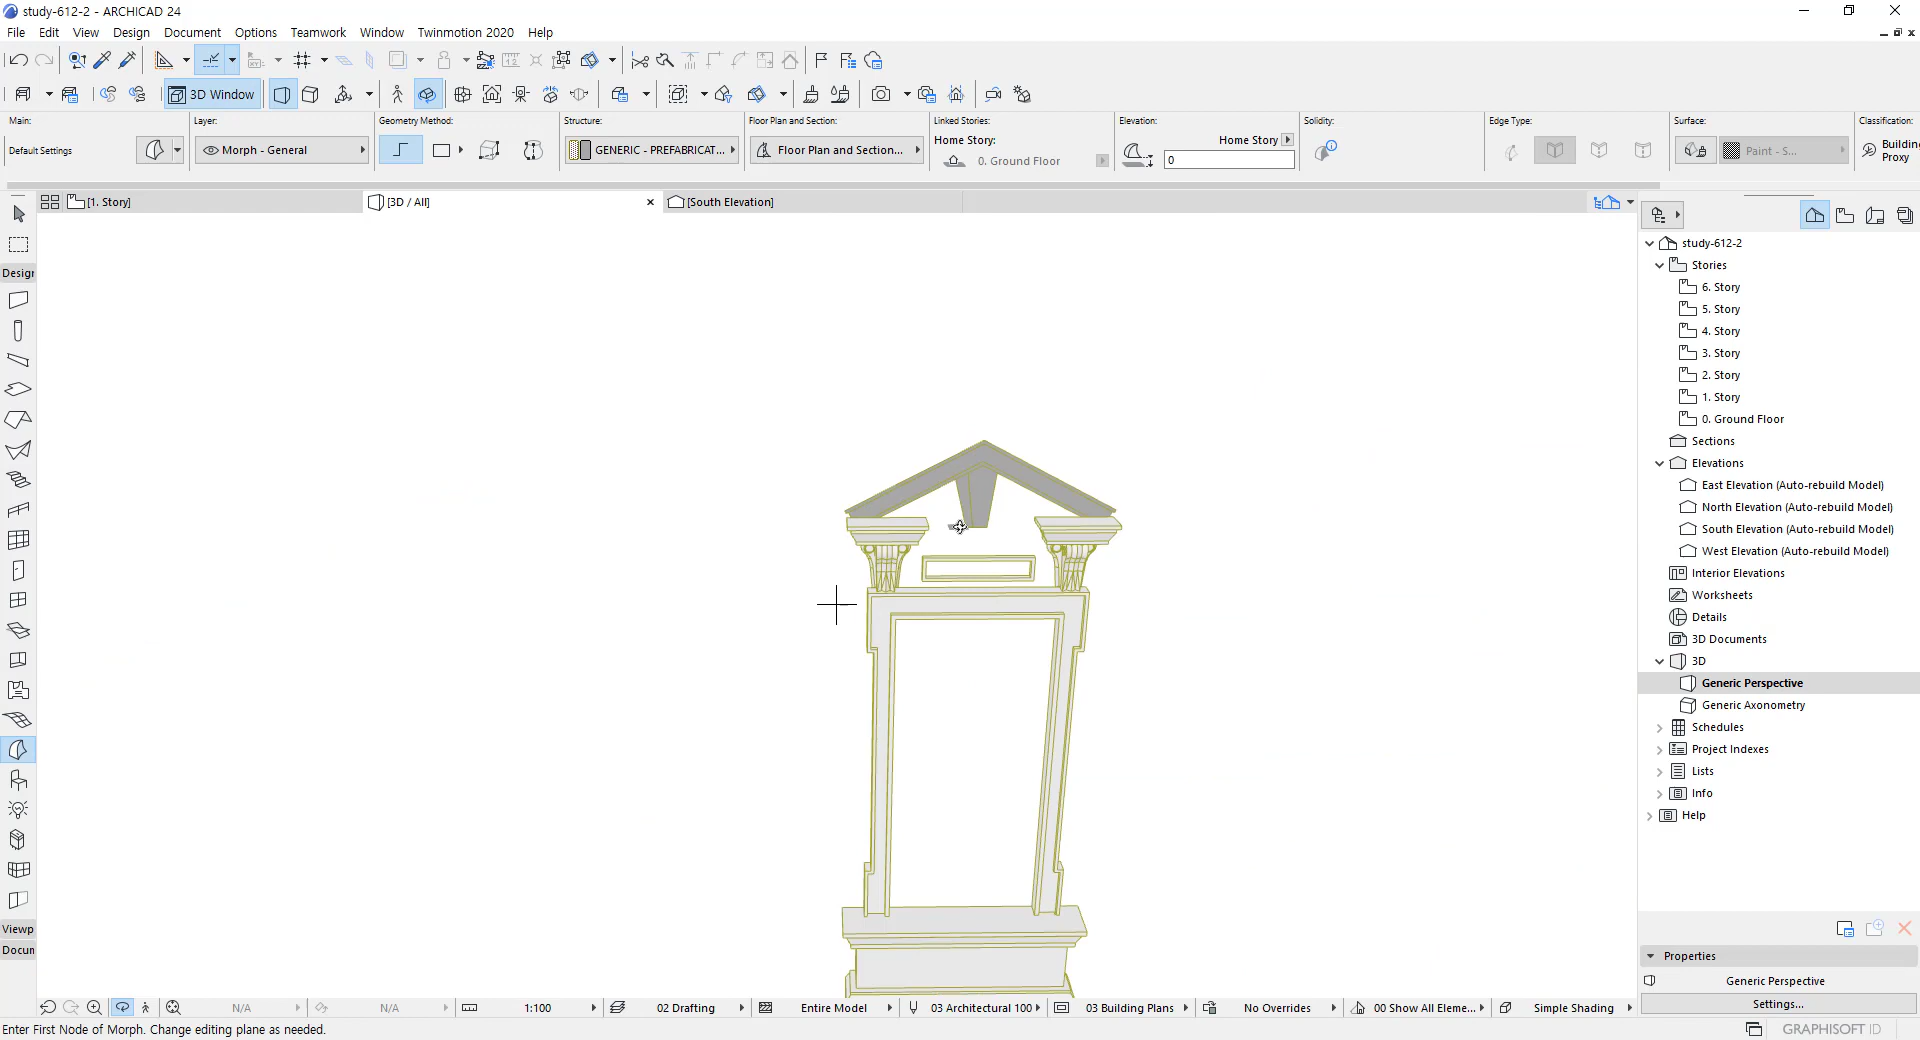 study-612-2 - ARCHICAD 24
File Edit View Design Document Options Teamwork Window Twinmotion 2020 Help
3D Window
Main: Layer: Geometry Method: Structure: Floor Plan and Section: Linked Stories: Elevation: Solidity: Edge Type: Surface: Classification:
Default Settings Morph - General GENERIC - PREFABRICAT... Floor Plan and Section... Home Story: 0. Ground Floor Home Story 0 Paint - S... Building Proxy
[1. Story] [3D / All] [South Elevation]
Design
Viewp
Docum
study-612-2
Stories
6. Story
5. Story
4. Story
3. Story
2. Story
1. Story
0. Ground Floor
Sections
Elevations
East Elevation (Auto-rebuild Model)
North Elevation (Auto-rebuild Model)
South Elevation (Auto-rebuild Model)
West Elevation (Auto-rebuild Model)
Interior Elevations
Worksheets
Details
3D Documents
3D
Generic Perspective
Generic Axonometry
Schedules
Project Indexes
Lists
Info
Help
Properties
Generic Perspective
Settings...
N/A N/A 1:100 02 Drafting Entire Model 03 Architectural 100 03 Building Plans No Overrides 00 Show All Eleme... Simple Shading
Enter First Node of Morph. Change editing plane as needed.
GRAPHISOFT ID